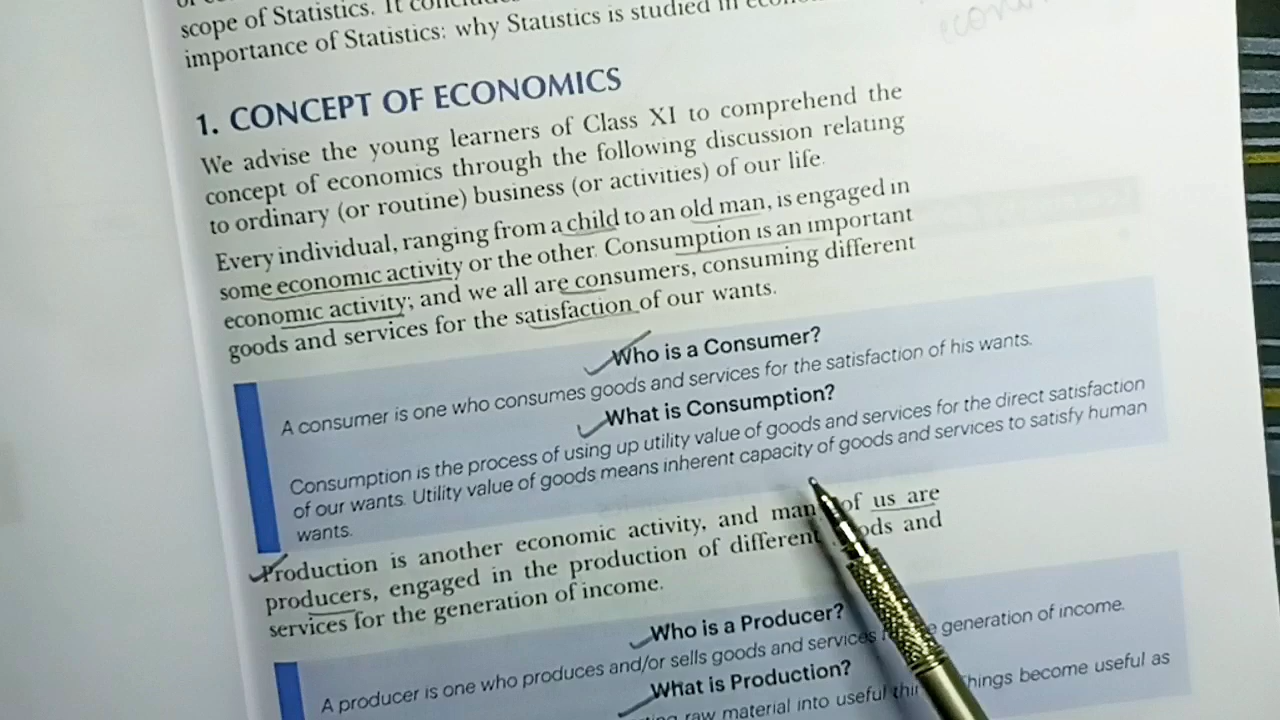 scope of Statistics. It
importance of Statistics: why Statistics is studied in
1. CONCEPT OF ECONOMICS
We advise the young learners of Class XI to comprehend the
concept of economics through the following discussion relating
to ordinary (or routine) business (or activities) of our life.
Every individual, ranging from a child to an old man, is engaged in
some economic activity or the other. Consumption is an important
economic activity; and we all are consumers, consuming different
goods and services for the satisfaction of our wants.
Who is a Consumer?
A consumer is one who consumes goods and services for the satisfaction of his wants.
What is Consumption?
Consumption is the process of using up utility value of goods and services for the direct satisfaction
of our wants. Utility value of goods means inherent capacity of goods and services to satisfy human
wants.
Production is another economic activity, and of us are
producers, engaged in the production of different and
services for the generation of income.
Who is a Producer?
A producer is one who produces and/or sells goods and services generation of income.
What is Production?
raw material into useful things become useful as